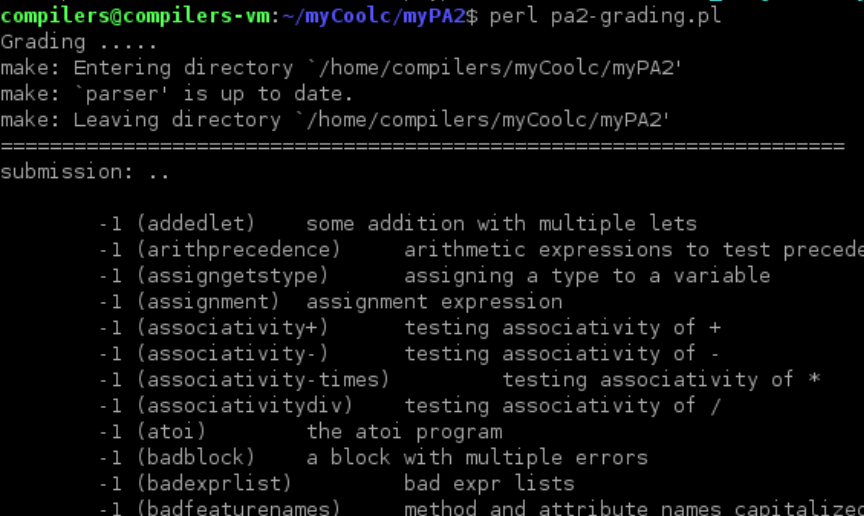 compilers@compilers-vm:~/myCoolc/myPA2$ perl pa2-grading.pl
Grading .....
make: Entering directory `/home/compilers/myCoolc/myPA2'
make: `parser' is up to date.
make: Leaving directory `/home/compilers/myCoolc/myPA2'
=====================================================================
submission: ..
-1 (addedlet) some addition with multiple lets
-1 (arithprecedence) arithmetic expressions to test precede
-1 (assigngetstype) assigning a type to a variable
-1 (assignment) assignment expression
-1 (associativity+) testing associativity of +
-1 (associativity-) testing associativity of -
-1 (associativity-times) testing associativity of *
-1 (associativitydiv) testing associativity of /
-1 (atoi) the atoi program
-1 (badblock) a block with multiple errors
-1 (badexprlist) bad expr lists
-1 (badfeaturenames) method and attribute names capitalize